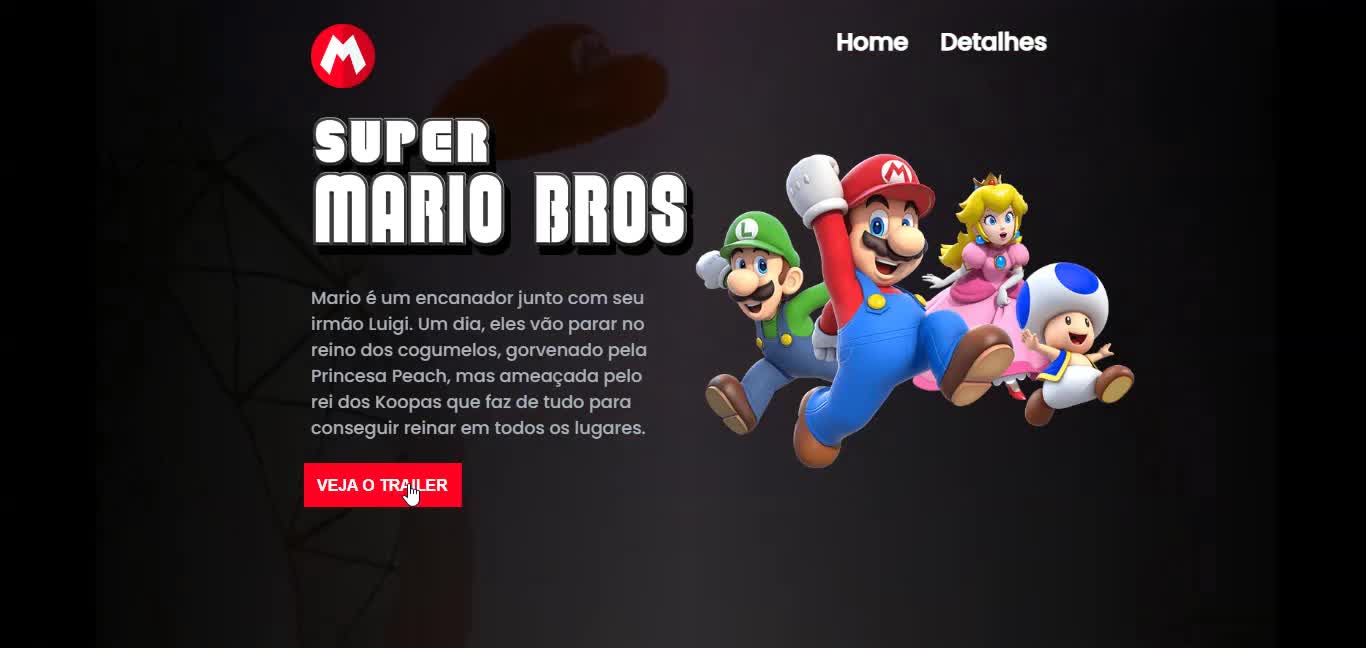 M
Home Detalhes
SUPER
MARIO BROS
Mario é um encanador junto com seu
irmão Luigi. Um dia, eles vão parar no
reino dos cogumelos, gorvenado pela
Princesa Peach, mas ameaçada pelo
rei dos Koopas que faz de tudo para
conseguir reinar em todos os lugares.
VEJA O TRAILER
M
L